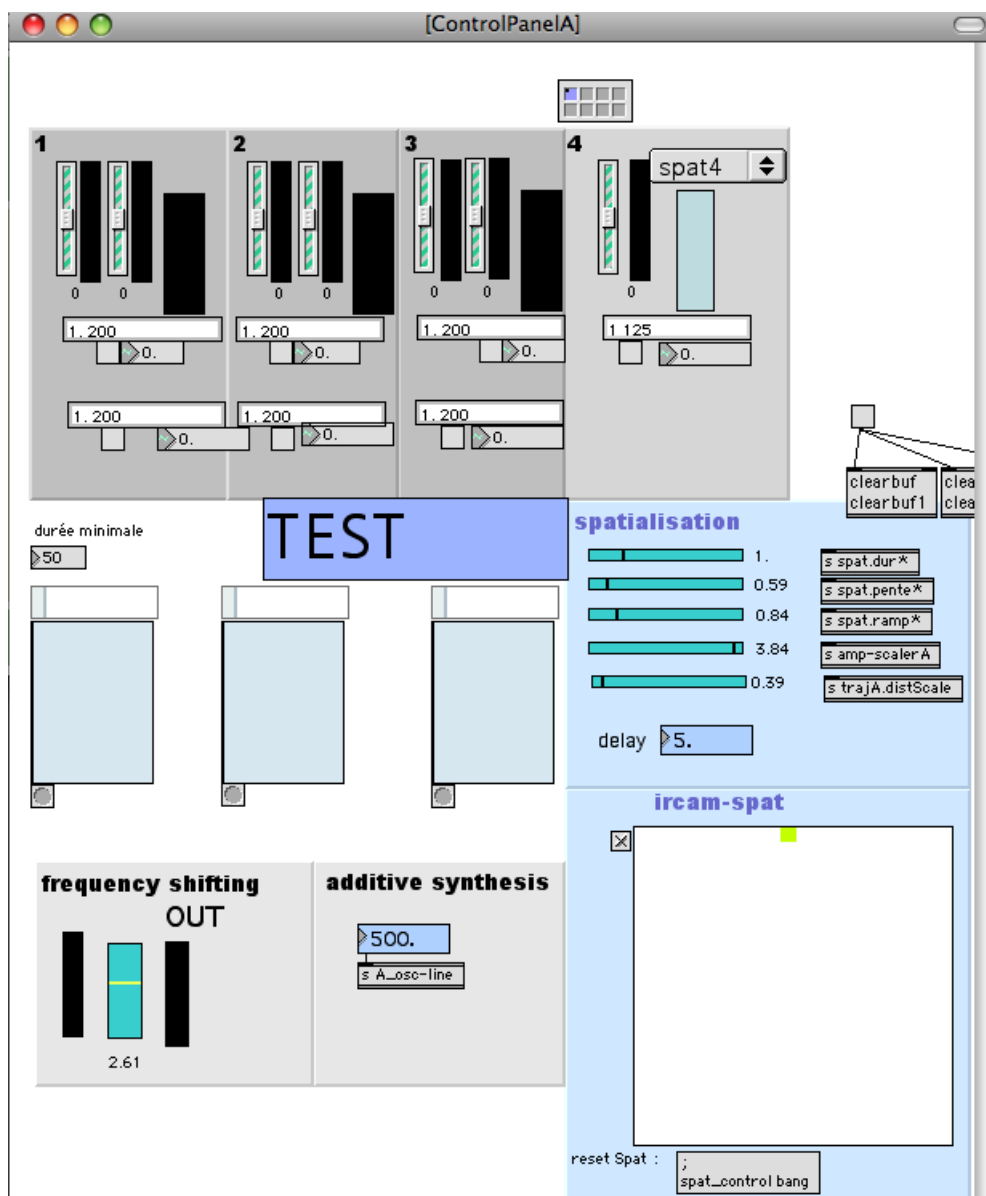 [ControlPanelA]
1
2
3
4
spat4
0
0
0
0
0
0
0
1. 200
1. 200
1. 200
1 125
0.
0.
0.
0.
1. 200
1. 200
1. 200
0.
0.
0.
clearbuf
clearbuf1
clea
clea
durée minimale
50
TEST
spatialisation
1.
s spat.dur*
0.59
s spat.pente*
0.84
s spat.ramp*
3.84
s amp-scalerA
0.39
s trajA.distScale
delay
5.
ircam-spat
frequency shifting
OUT
2.61
additive synthesis
500.
s A_osc-line
reset Spat :
;
spat_control bang